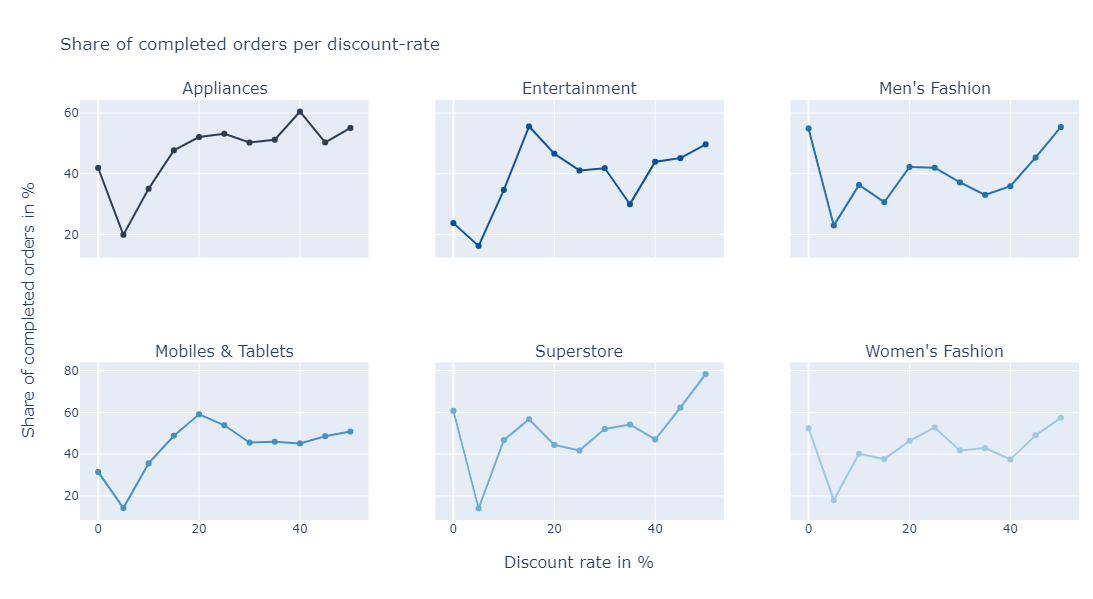 Share of completed orders per discount-rate
Appliances
Entertainment
Men's Fashion
60
40
20
Share of completed orders in %
Mobiles & Tablets
Superstore
Women's Fashion
80
60
40
20
0 20 40
0 20 40
0 20 40
Discount rate in %